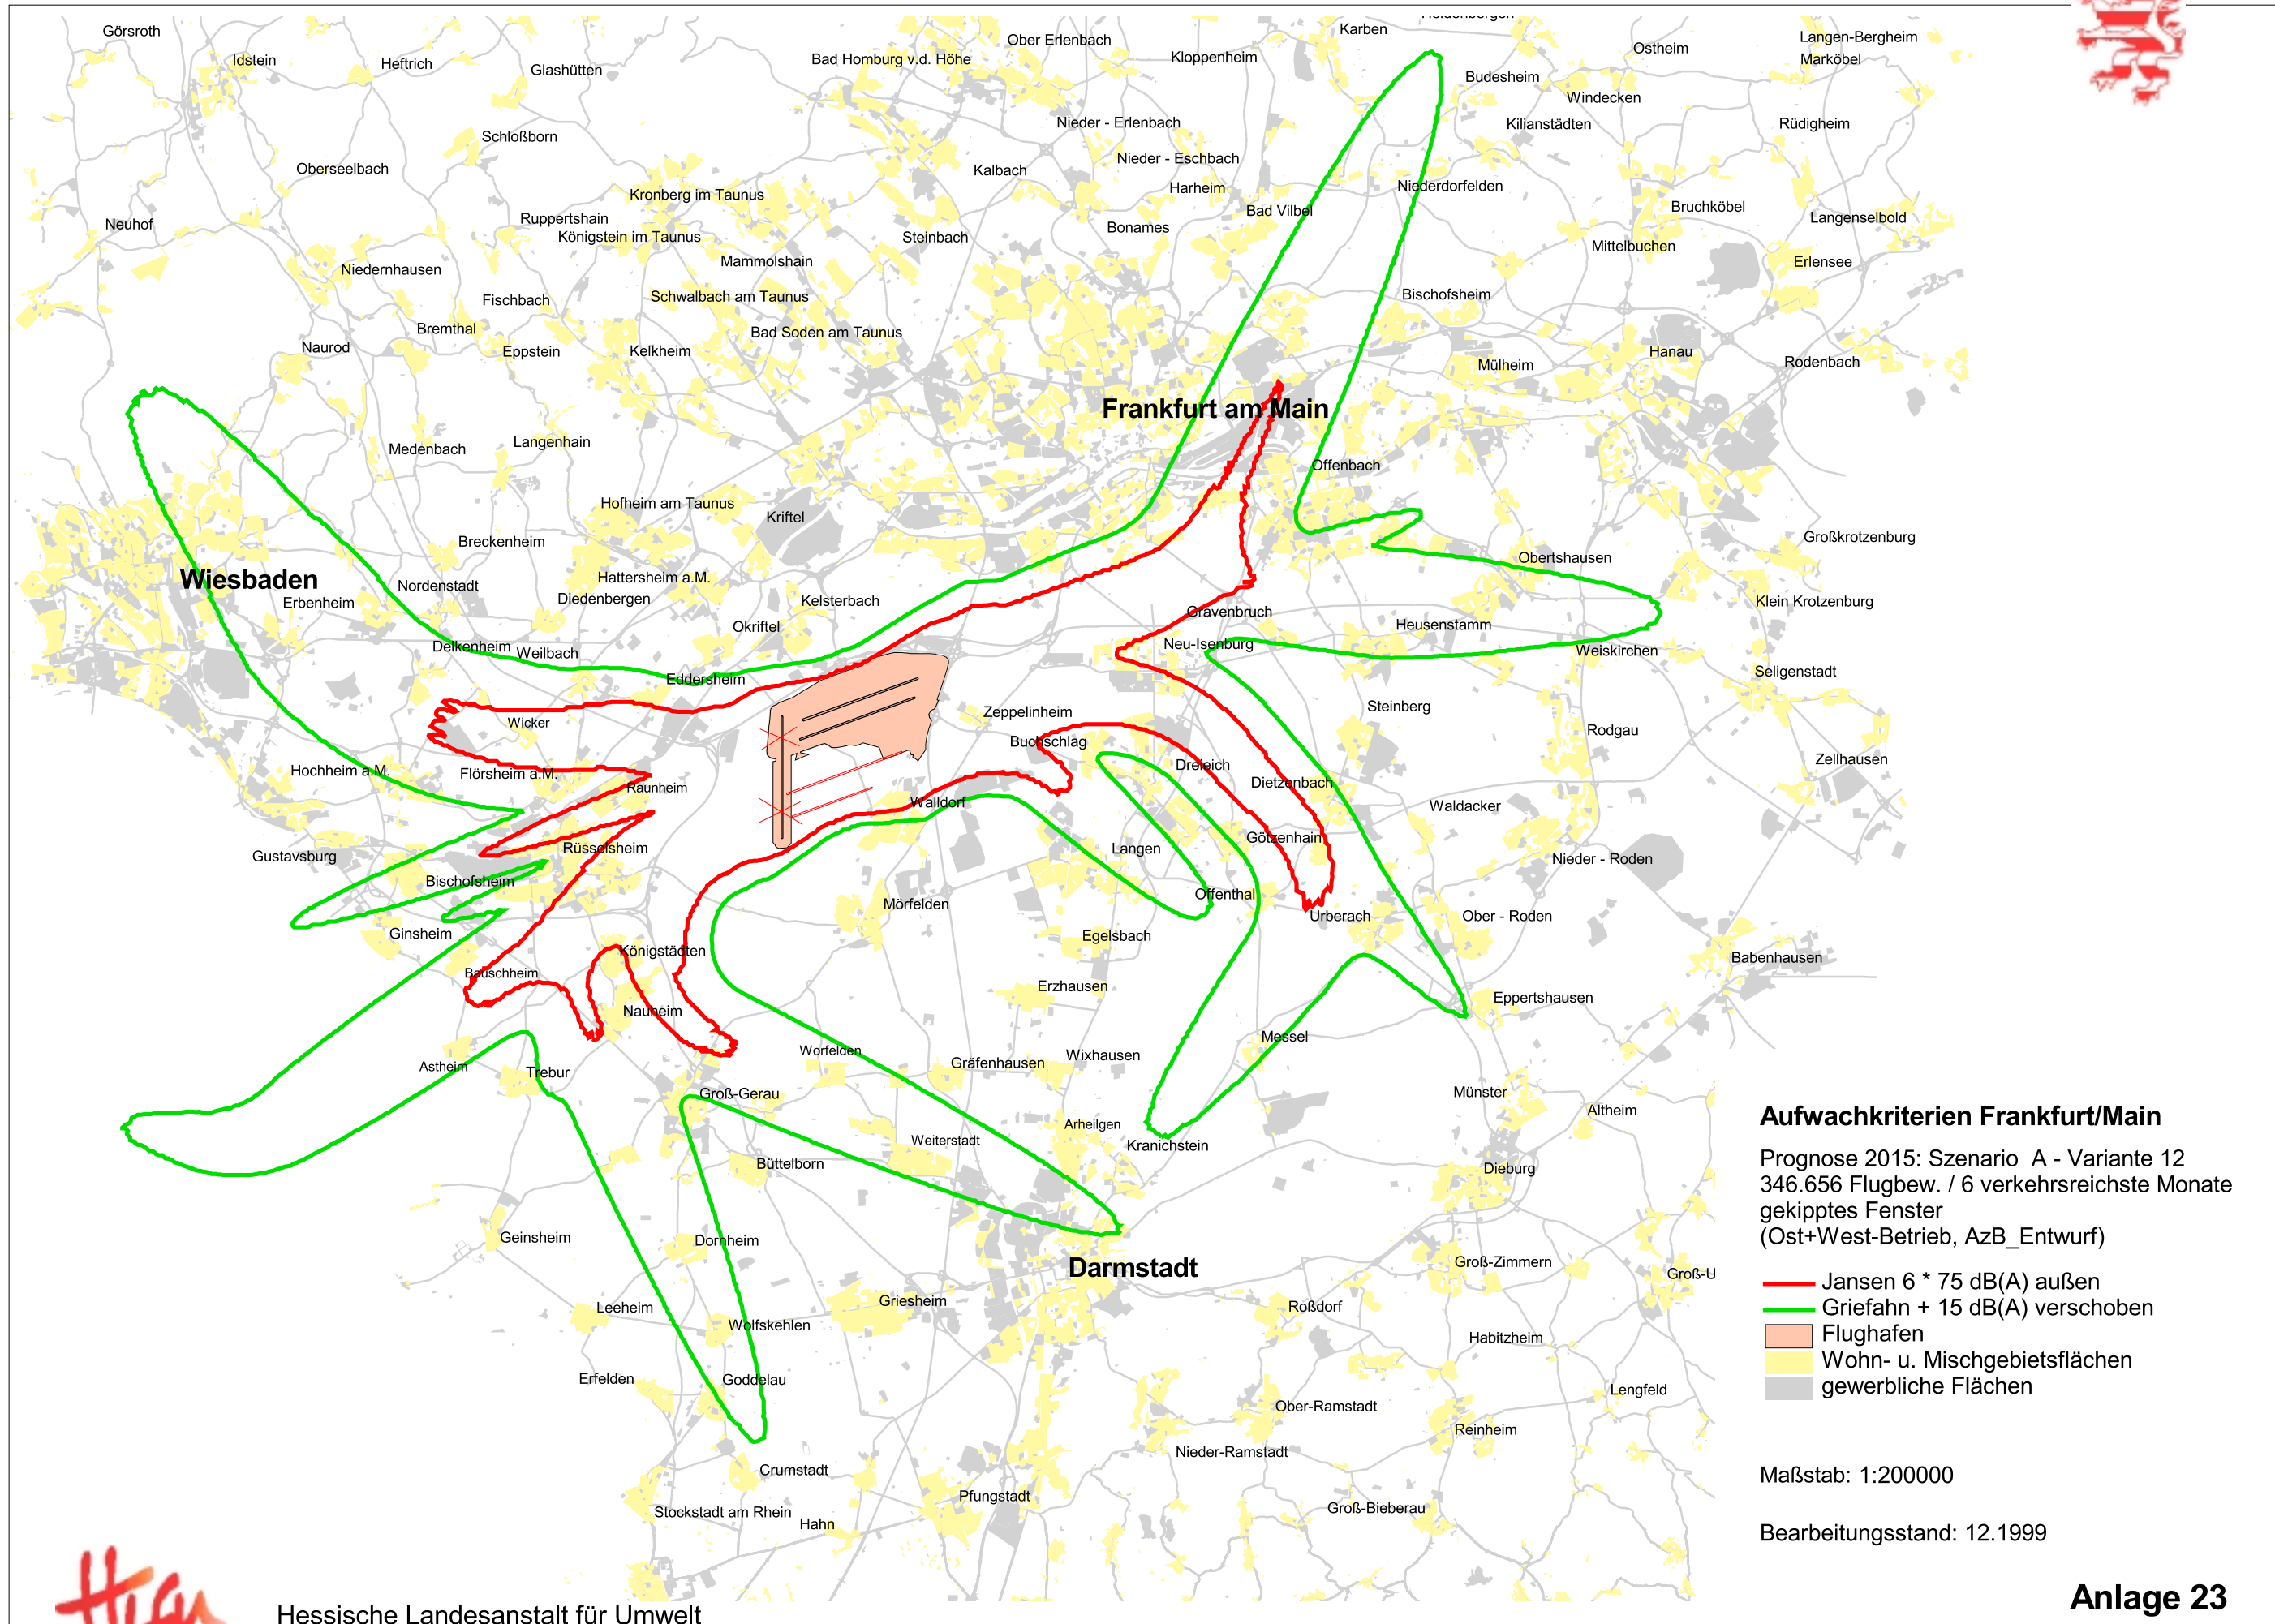 Görsroth
Idstein
Heftrich
Glashütten
Bad Homburg v.d. Höhe
Ober Erlenbach
Kloppenheim
Karben
Ostheim
Langen-Bergheim
Marköbel
Budesheim
Windecken
Kilianstädten
Rüdigheim
Schloßborn
Nieder - Erlenbach
Oberseelbach
Kalbach
Nieder - Eschbach
Harheim
Niederdorfelden
Kronberg im Taunus
Bad Vilbel
Bruchköbel
Langenselbold
Neuhof
Ruppertshain
Königstein im Taunus
Steinbach
Bonames
Mittelbuchen
Niedernhausen
Mammolshain
Erlensee
Fischbach
Schwalbach am Taunus
Bischofsheim
Bremthal
Bad Soden am Taunus
Naurod
Eppstein
Kelkheim
Mülheim
Hanau
Rodenbach
Frankfurt am Main
Medenbach
Langenhain
Offenbach
Hofheim am Taunus
Kriftel
Breckenheim
Großkrotzenburg
Wiesbaden
Nordenstadt
Hattersheim a.M.
Obertshausen
Erbenheim
Diedenbergen
Kelsterbach
Gravenbruch
Klein Krotzenburg
Okriftel
Heusenstamm
Delkenheim
Weilbach
Neu-Isenburg
Weiskirchen
Eddersheim
Seligenstadt
Wicker
Zeppelinheim
Steinberg
Buchschlag
Rodgau
Hochheim a.M.
Flörsheim a.M.
Dreieich
Zellhausen
Raunheim
Dietzenbach
Walldorf
Waldacker
Gustavsburg
Rüsselsheim
Langen
Götzenhain
Nieder - Roden
Bischofsheim
Mörfelden
Offenthal
Urberach
Ober - Roden
Ginsheim
Königstädten
Egelsbach
Babenhausen
Bauschheim
Erzhausen
Eppertshausen
Nauheim
Messel
Astheim
Trebur
Worfelden
Gräfenhausen
Wixhausen
Groß-Gerau
Münster
Altheim
Arheilgen
Weiterstadt
Kranichstein
Büttelborn
Dieburg
Geinsheim
Dornheim
Darmstadt
Groß-Zimmern
Groß-U
Leeheim
Wolfskehlen
Griesheim
Roßdorf
Habitzheim
Erfelden
Goddelau
Lengfeld
Ober-Ramstadt
Reinheim
Nieder-Ramstadt
Crumstadt
Pfungstadt
Stockstadt am Rhein
Hahn
Groß-Bieberau
Aufwachkriterien Frankfurt/Main
Prognose 2015: Szenario A - Variante 12
346.656 Flugbew. / 6 verkehrsreichste Monate
gekipptes Fenster
(Ost+West-Betrieb, AzB_Entwurf)
Jansen 6 * 75 dB(A) außen
Griefahn + 15 dB(A) verschoben
Flughafen
Wohn- u. Mischgebietsflächen
gewerbliche Flächen
Maßstab: 1:200000
Bearbeitungsstand: 12.1999
Anlage 23
Hessische Landesanstalt für Umwelt